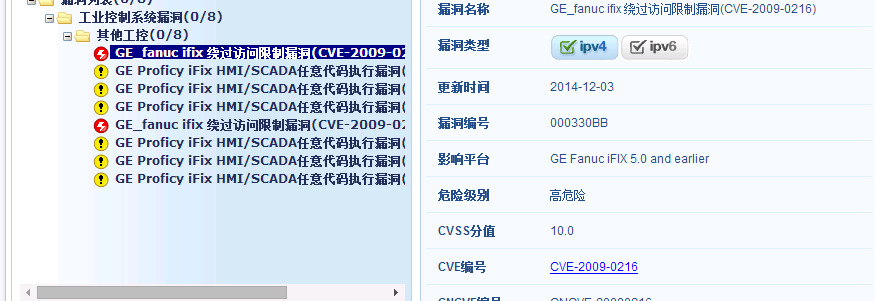 漏洞列表(0/8)
工业控制系统漏洞(0/8)
其他工控(0/8)
GE_fanuc ifix 绕过访问限制漏洞(CVE-2009-02
GE Proficy iFix HMI/SCADA任意代码执行漏洞(
GE Proficy iFix HMI/SCADA任意代码执行漏洞(
GE Proficy iFix HMI/SCADA任意代码执行漏洞(
GE_fanuc ifix 绕过访问限制漏洞(CVE-2009-02
GE Proficy iFix HMI/SCADA任意代码执行漏洞(
GE Proficy iFix HMI/SCADA任意代码执行漏洞(
GE Proficy iFix HMI/SCADA任意代码执行漏洞(
漏洞名称 GE_fanuc ifix 绕过访问限制漏洞(CVE-2009-0216)
漏洞类型 ipv4 ipv6
更新时间 2014-12-03
漏洞编号 000330BB
影响平台 GE Fanuc iFIX 5.0 and earlier
危险级别 高危险
CVSS分值 10.0
CVE编号 CVE-2009-0216